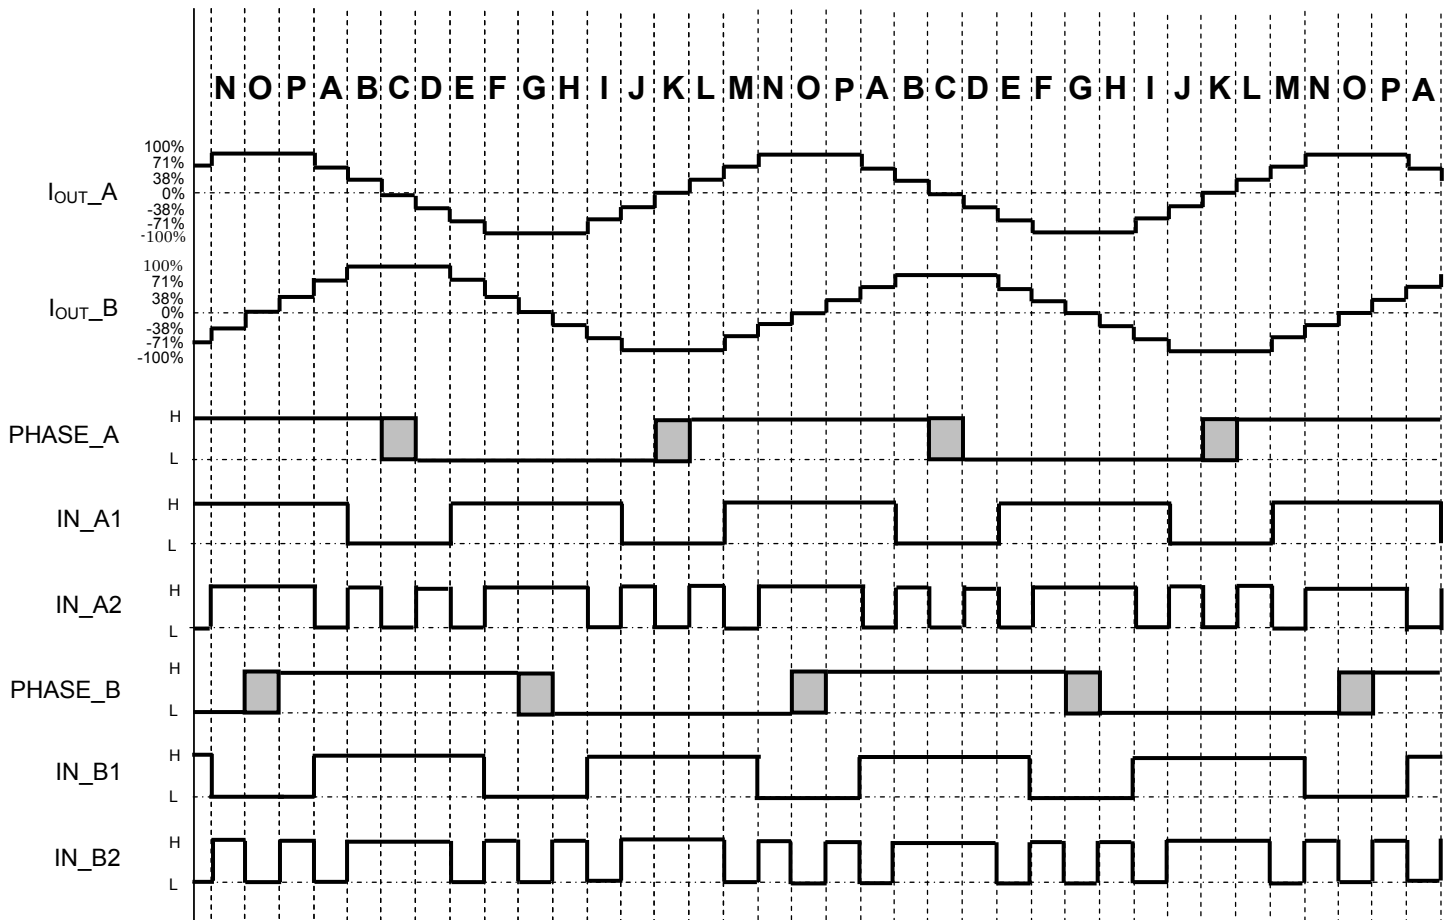 N O P A B C D E F G H I J K L M N O P A B C D E F G H I J K L M N O P A
100%
71%
38%
IOUT_A
0%
-38%
-71%
-100%
100%
71%
38%
IOUT_B
0%
-38%
-71%
-100%
H
PHASE_A
L
H
IN_A1
L
H
IN_A2
L
H
PHASE_B
L
H
IN_B1
L
H
IN_B2
L